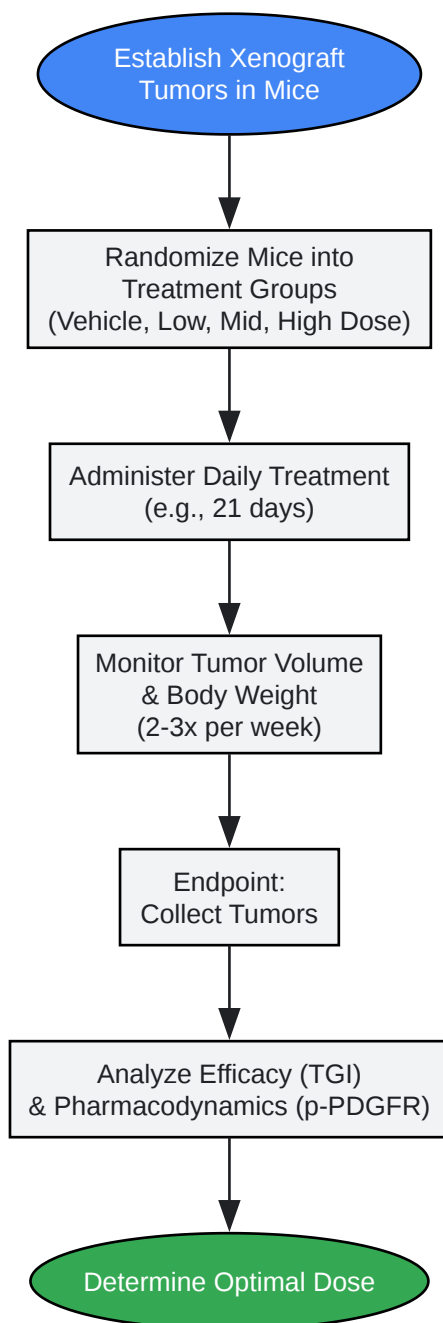 Establish Xenograft
Tumors in Mice
Randomize Mice into
Treatment Groups
(Vehicle, Low, Mid, High Dose)
Administer Daily Treatment
(e.g., 21 days)
Monitor Tumor Volume
& Body Weight
(2-3x per week)
Endpoint:
Collect Tumors
Analyze Efficacy (TGI)
& Pharmacodynamics (p-PDGFR)
Determine Optimal Dose